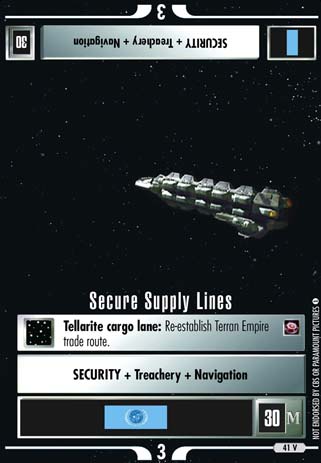 3
30
SECURITY + Treachery + Navigation
Secure Supply Lines
Tellarite cargo lane: Re-establish Terran Empire
trade route.
SECURITY + Treachery + Navigation
30 M
3
41 V
NOT ENDORSED BY CBS OR PARAMOUNT PICTURES